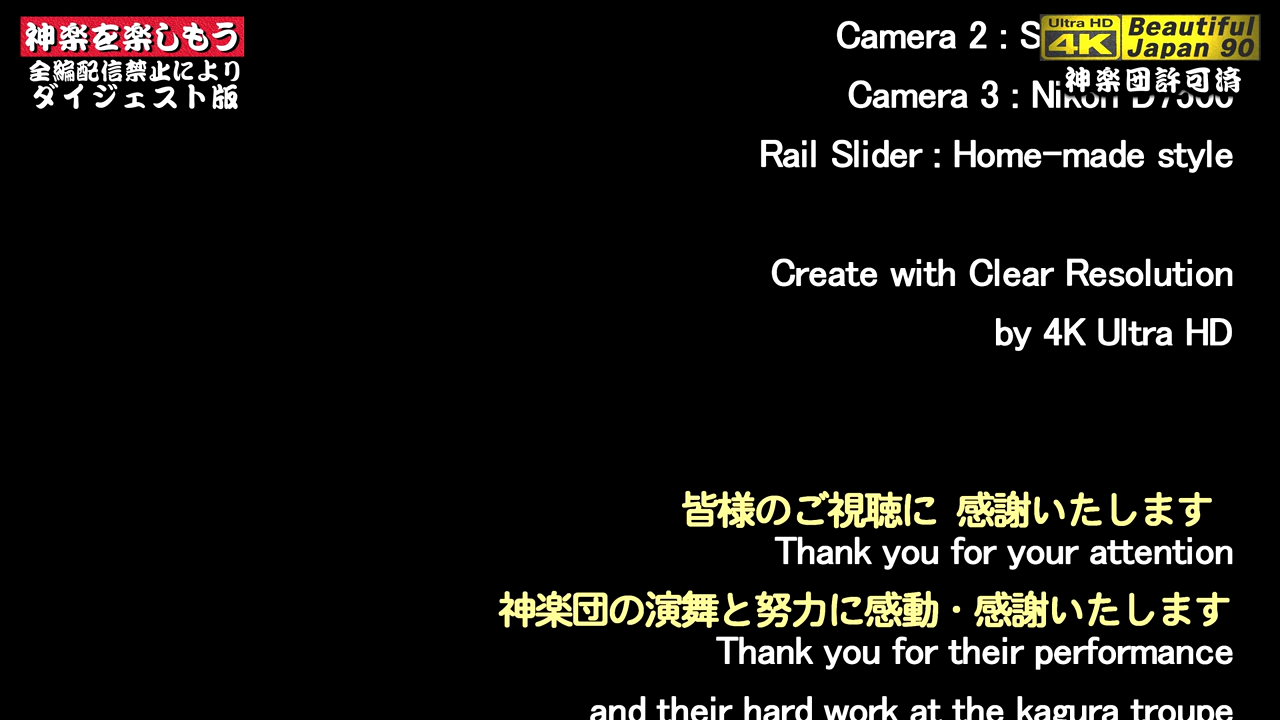 神楽を楽しもう
全編配信禁止により
ダイジェスト版
Ultra HD
4K
Beautiful
Japan 90
神楽団許可済
Camera 2 : S
Camera 3 : Nikon
Rail Slider : Home-made style
Create with Clear Resolution
by 4K Ultra HD
皆様のご視聴に 感謝いたします
Thank you for your attention
神楽団の演舞と努力に感動・感謝いたします
Thank you for their performance
and their hard work at the kagura troupe